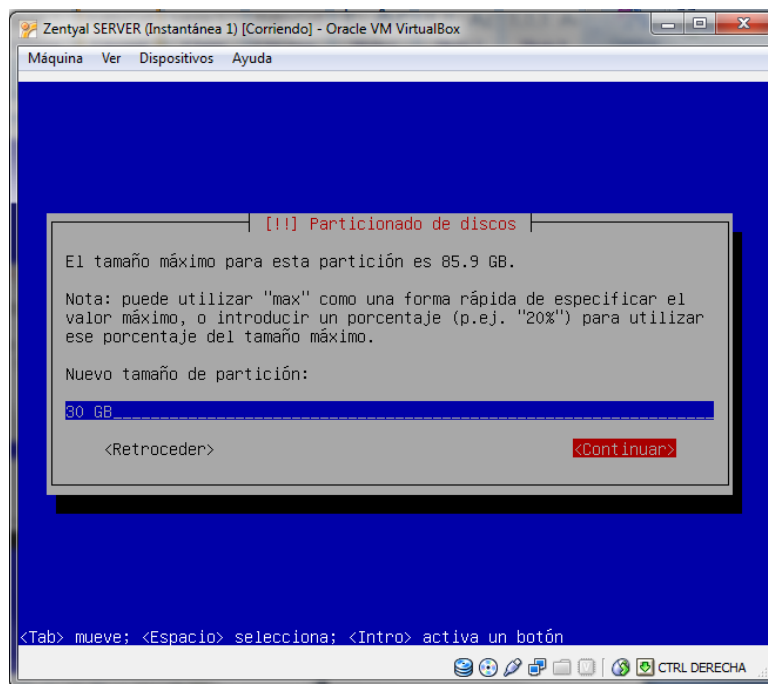 Zentyal SERVER (Instantánea 1) [Corriendo] - Oracle VM VirtualBox
Máquina Ver Dispositivos Ayuda
[!!] Particionado de discos
El tamaño máximo para esta partición es 85.9 GB.
Nota: puede utilizar "max" como una forma rápida de especificar el
valor máximo, o introducir un porcentaje (p.ej. "20%") para utilizar
ese porcentaje del tamaño máximo.
Nuevo tamaño de partición:
30 GB
<Retroceder> <Continuar>
<Tab> mueve; <Espacio> selecciona; <Intro> activa un botón
CTRL DERECHA